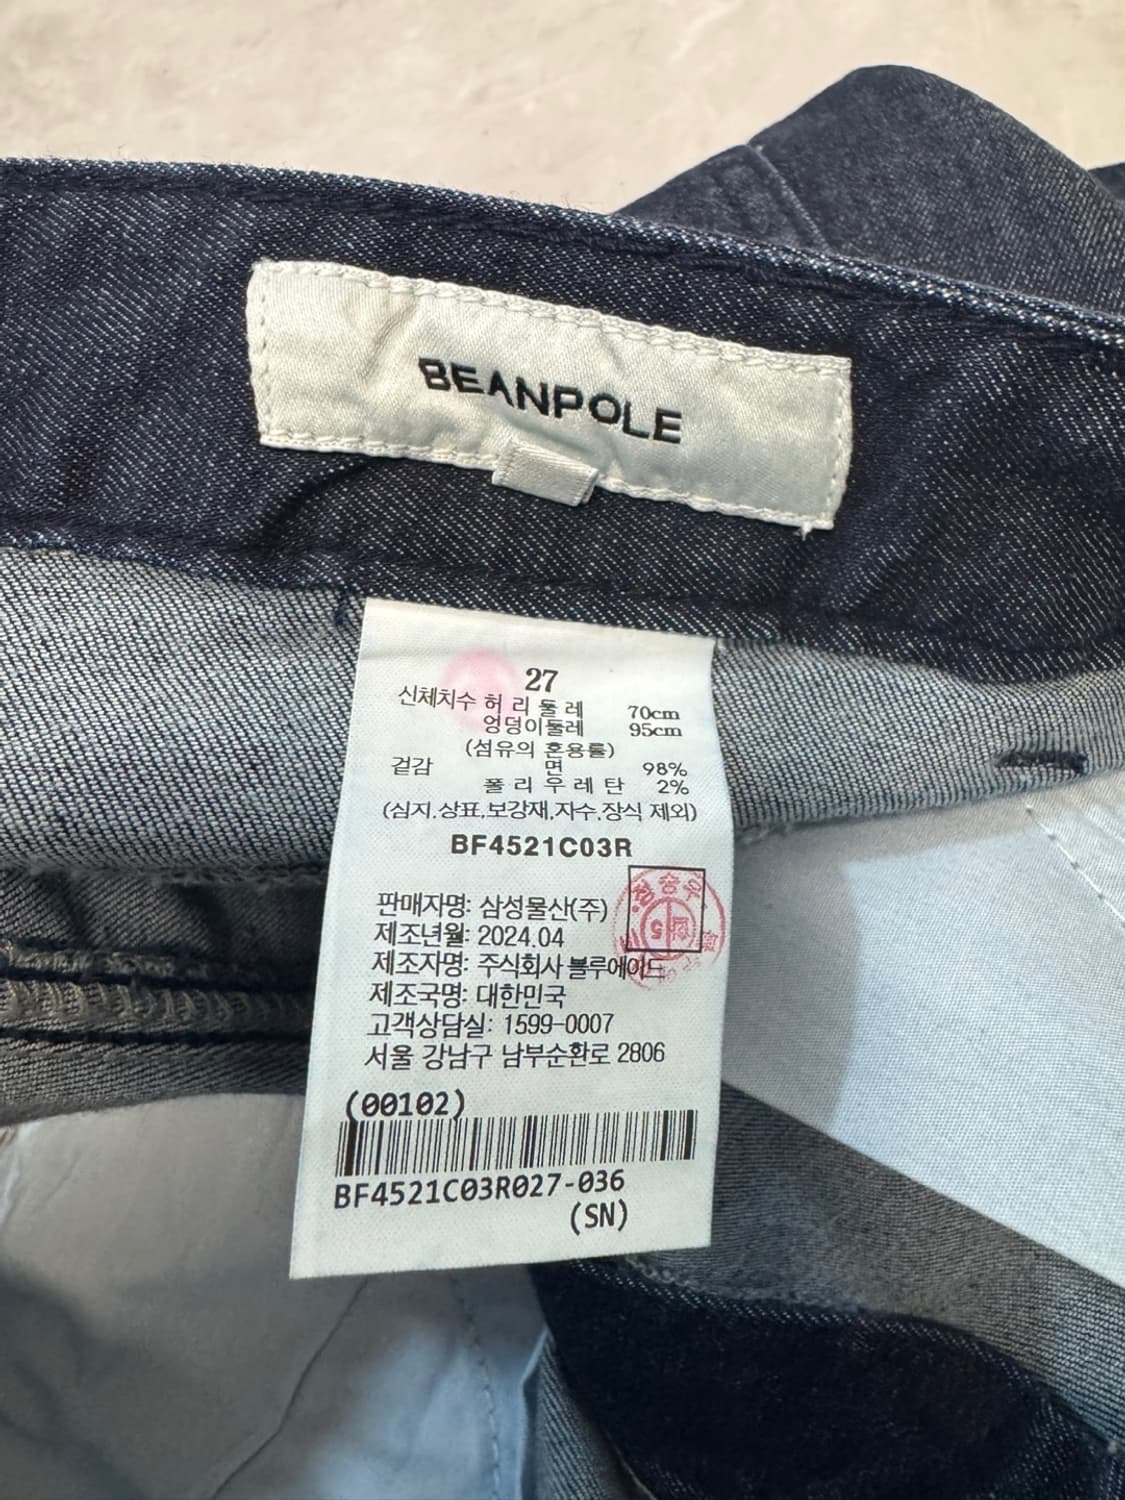 BEANPOLE
27
신체치수 허 리 둘 레 70cm
엉덩이둘레 95cm
(섬유의 혼용률)
겉감 면 98%
폴 리 우 레 탄 2%
(심지,상표,보강재,자수,장식 제외)
BF4521C03R
판매자명: 삼성물산(주)
제조년월: 2024.04
제조자명: 주식회사 블루에이드
제조국명: 대한민국
고객상담실: 1599-0007
서울 강남구 남부순환로 2806
(00102)
BF4521C03R027-036
(SN)